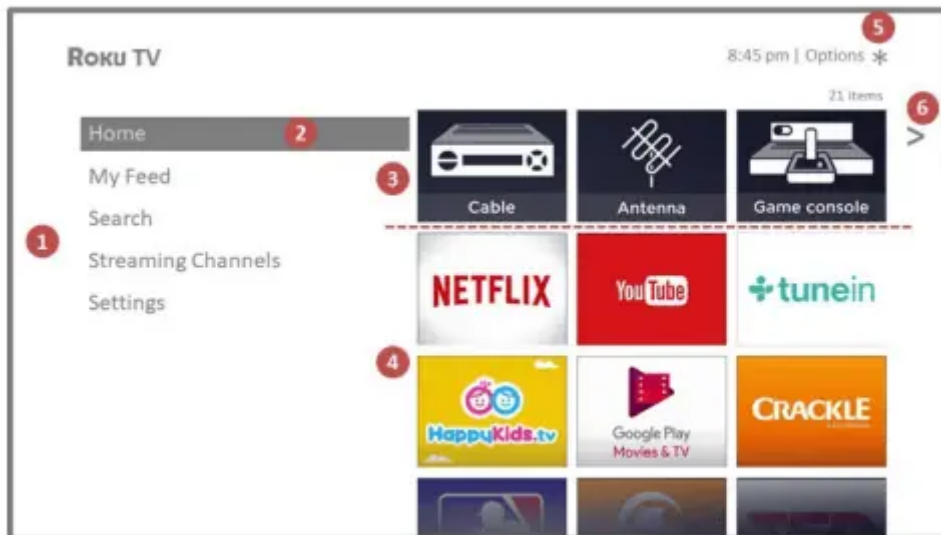 5
Roku TV
8:45 pm | Options *
21 items
6
>
Home 2
My Feed
3
Search
1
Streaming Channels
Settings
Cable Antenna Game console
NETFLIX YouTube tunein
4
HappyKids.tv Google Play Movies & TV CRACKLE